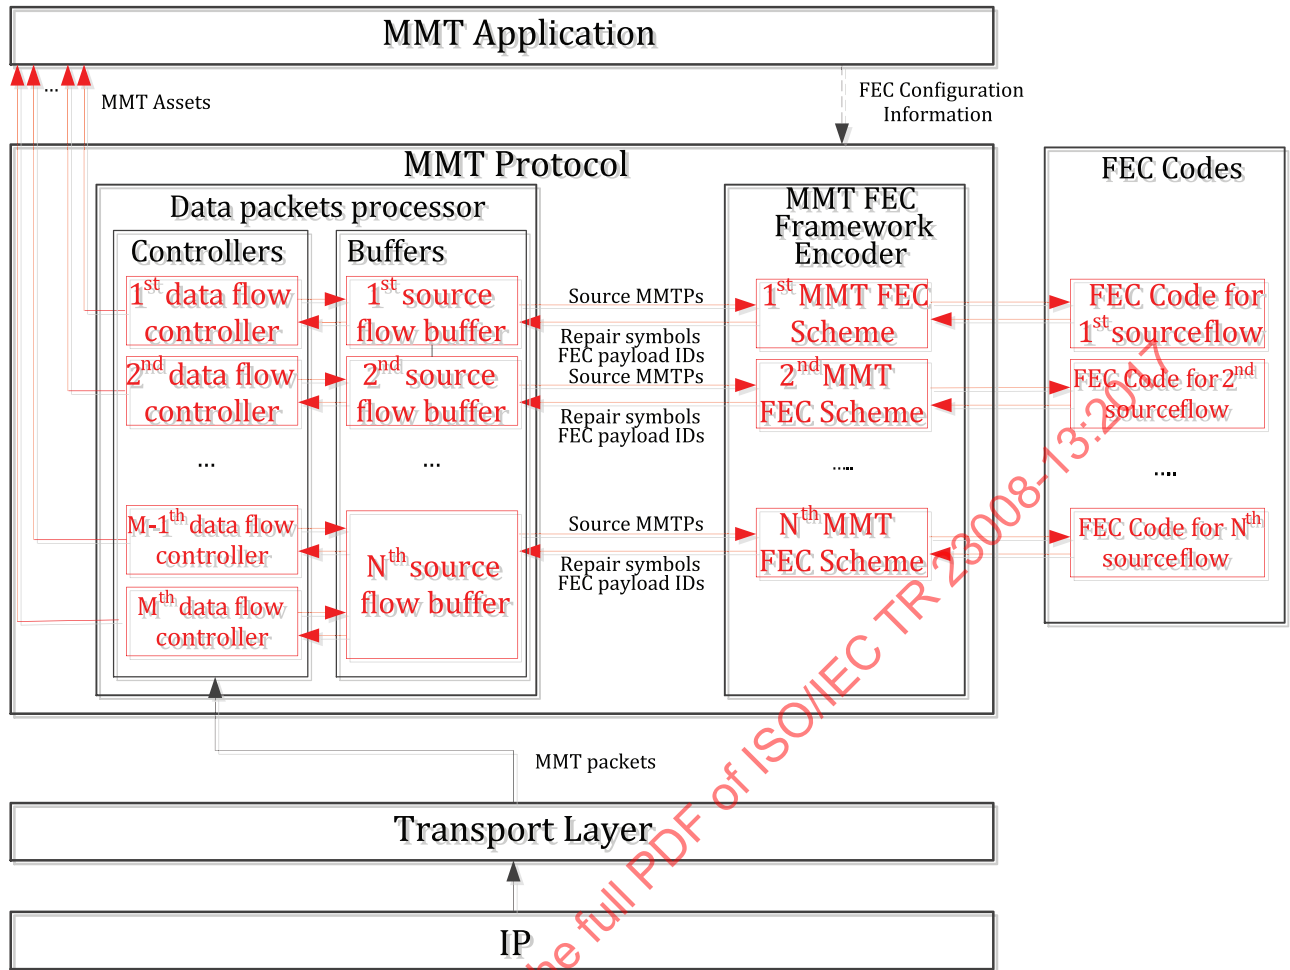 MMT Application
...
MMT Assets
FEC Configuration
Information
MMT Protocol
FEC Codes
Data packets processor
MMT FEC
Framework
Encoder
Controllers
Buffers
1st data flow
controller
1st source
flow buffer
Source MMTPs
Repair symbols
FEC payload IDs
1st MMT FEC
Scheme
FEC Code for
1st sourceflow
2nd data flow
controller
2nd source
flow buffer
Source MMTPs
Repair symbols
FEC payload IDs
2nd MMT
FEC Scheme
FEC Code for 2nd
sourceflow
...
...
.....
.....
M-1th data flow
controller
Nth source
flow buffer
Source MMTPs
Repair symbols
FEC payload IDs
Nth MMT
FEC Scheme
FEC Code for Nth
sourceflow
Mth data flow
controller
MMT packets
Transport Layer
IP
he full PDF of ISO/IEC TR 23008-13:2017